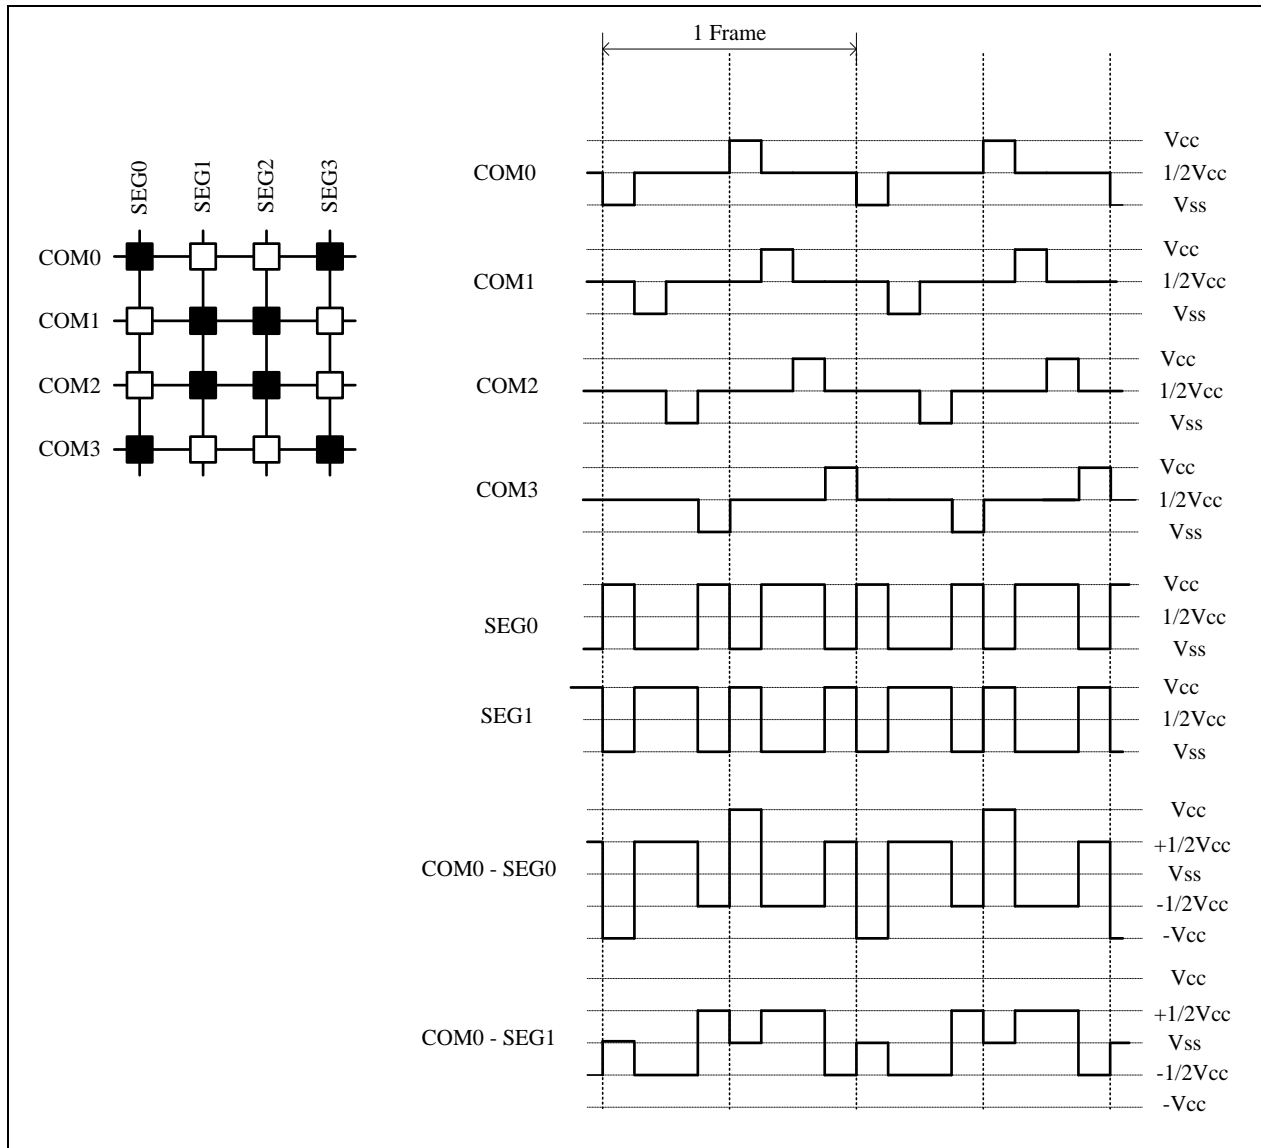 1 Frame
SEG0
SEG1
SEG2
SEG3
COM0
COM1
COM2
COM3
COM0
Vcc
1/2Vcc
Vss
COM1
Vcc
1/2Vcc
Vss
COM2
Vcc
1/2Vcc
Vss
COM3
Vcc
1/2Vcc
Vss
SEG0
Vcc
1/2Vcc
Vss
SEG1
Vcc
1/2Vcc
Vss
COM0 - SEG0
Vcc
+1/2Vcc
Vss
-1/2Vcc
-Vcc
COM0 - SEG1
Vcc
+1/2Vcc
Vss
-1/2Vcc
-Vcc